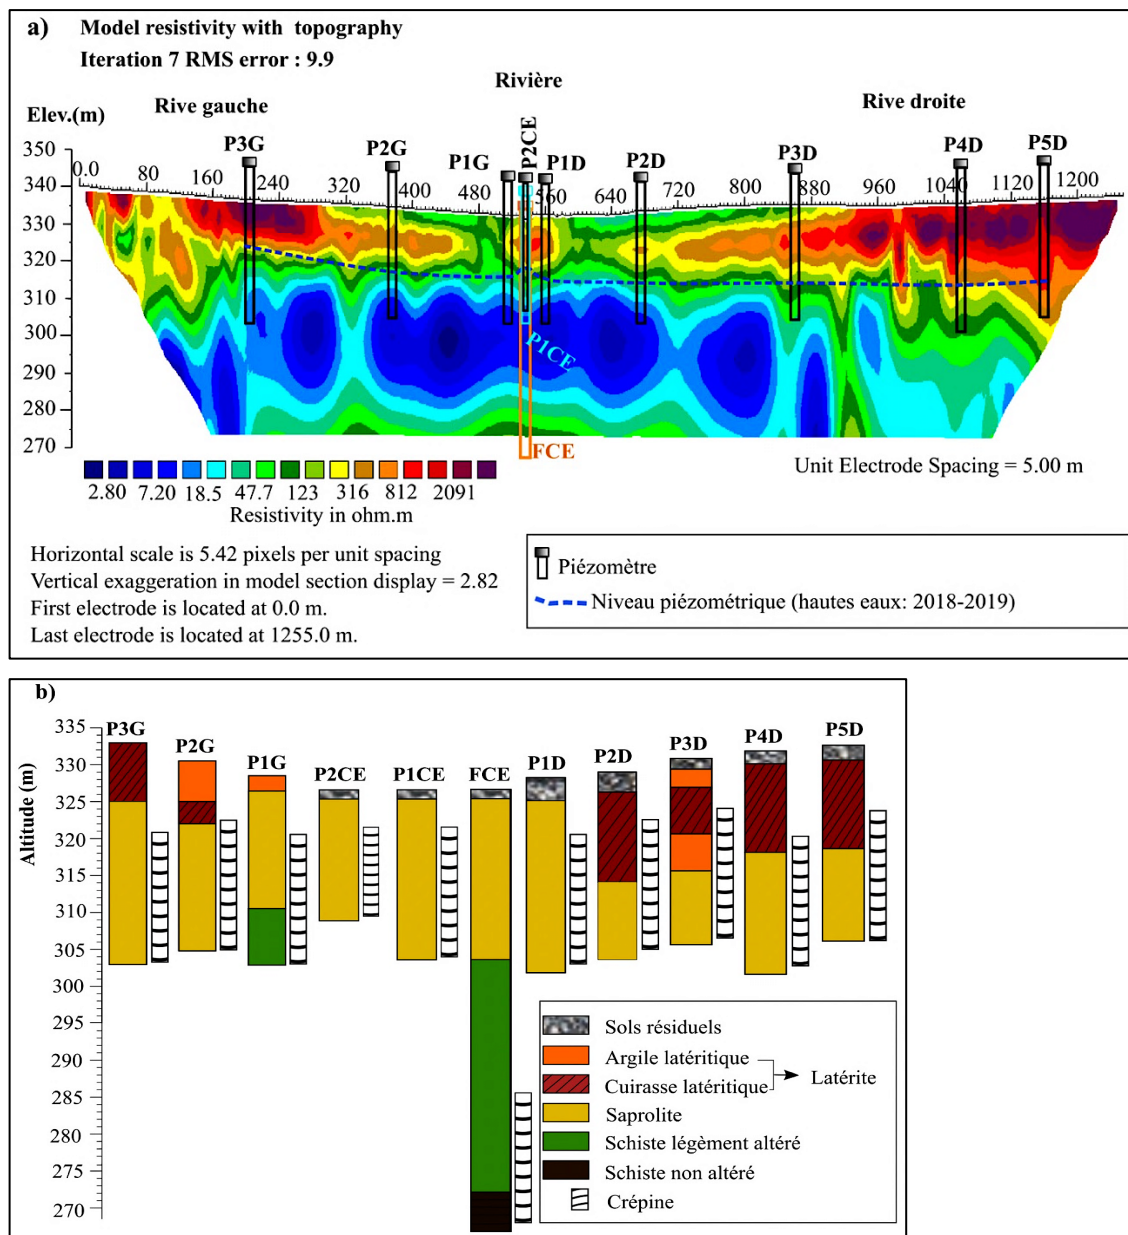 a) Model resistivity with topography
Iteration 7 RMS error : 9.9
Rivière
Rive gauche
Rive droite
Elev.(m)
P3G P2G P1G P2CE P1D P2D P3D P4D P5D
350
340
330
320
310
300
290
280
270
0.0 80 160 240 320 400 480 560 640 720 800 880 960 1040 1120 1200
P1CE
FCE
2.80 7.20 18.5 47.7 123 316 812 2091
Resistivity in ohm.m
Unit Electrode Spacing = 5.00 m
Horizontal scale is 5.42 pixels per unit spacing
Vertical exaggeration in model section display = 2.82
First electrode is located at 0.0 m.
Last electrode is located at 1255.0 m.
Piézomètre
Niveau piézométrique (hautes eaux: 2018-2019)
b)
P3G P2G P1G P2CE P1CE FCE P1D P2D P3D P4D P5D
Altitude (m)
335
330
325
320
315
310
305
300
295
290
285
280
275
270
Sols résiduels
Argile latéritique
Cuirasse latéritique
Latérite
Saprolite
Schiste légèment altéré
Schiste non altéré
Crépine